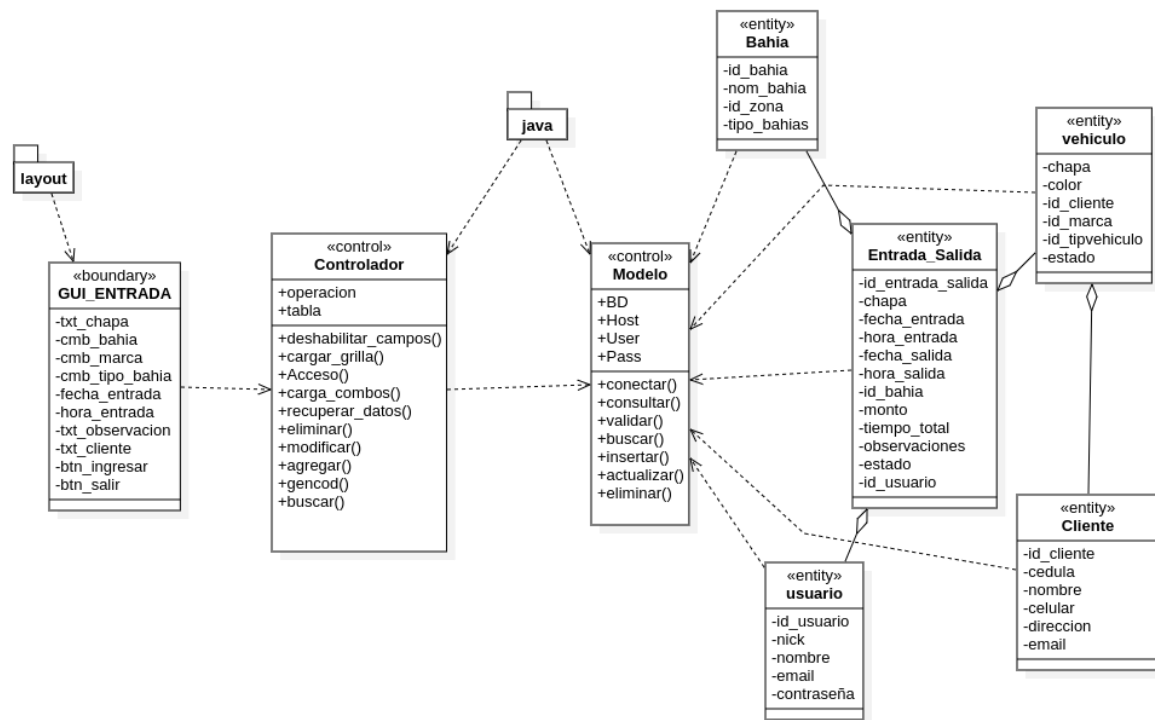 layout
«boundary»
GUI_ENTRADA
-txt_chapa
-cmb_bahia
-cmb_marca
-cmb_tipo_bahia
-fecha_entrada
-hora_entrada
-txt_observacion
-txt_cliente
-btn_ingresar
-btn_salir
java
«control»
Controlador
+operacion
+tabla
+deshabilitar_campos()
+cargar_grilla()
+Acceso()
+carga_combos()
+recuperar_datos()
+eliminar()
+modificar()
+agregar()
+gencod()
+buscar()
«control»
Modelo
+BD
+Host
+User
+Pass
+conectar()
+consultar()
+validar()
+buscar()
+insertar()
+actualizar()
+eliminar()
«entity»
Bahia
-id_bahia
-nom_bahia
-id_zona
-tipo_bahias
«entity»
Entrada_Salida
-id_entrada_salida
-chapa
-fecha_entrada
-hora_entrada
-fecha_salida
-hora_salida
-id_bahia
-monto
-tiempo_total
-observaciones
-estado
-id_usuario
«entity»
usuario
-id_usuario
-nick
-nombre
-email
-contraseña
«entity»
vehiculo
-chapa
-color
-id_cliente
-id_marca
-id_tipvehiculo
-estado
«entity»
Cliente
-id_cliente
-cedula
-nombre
-celular
-direccion
-email